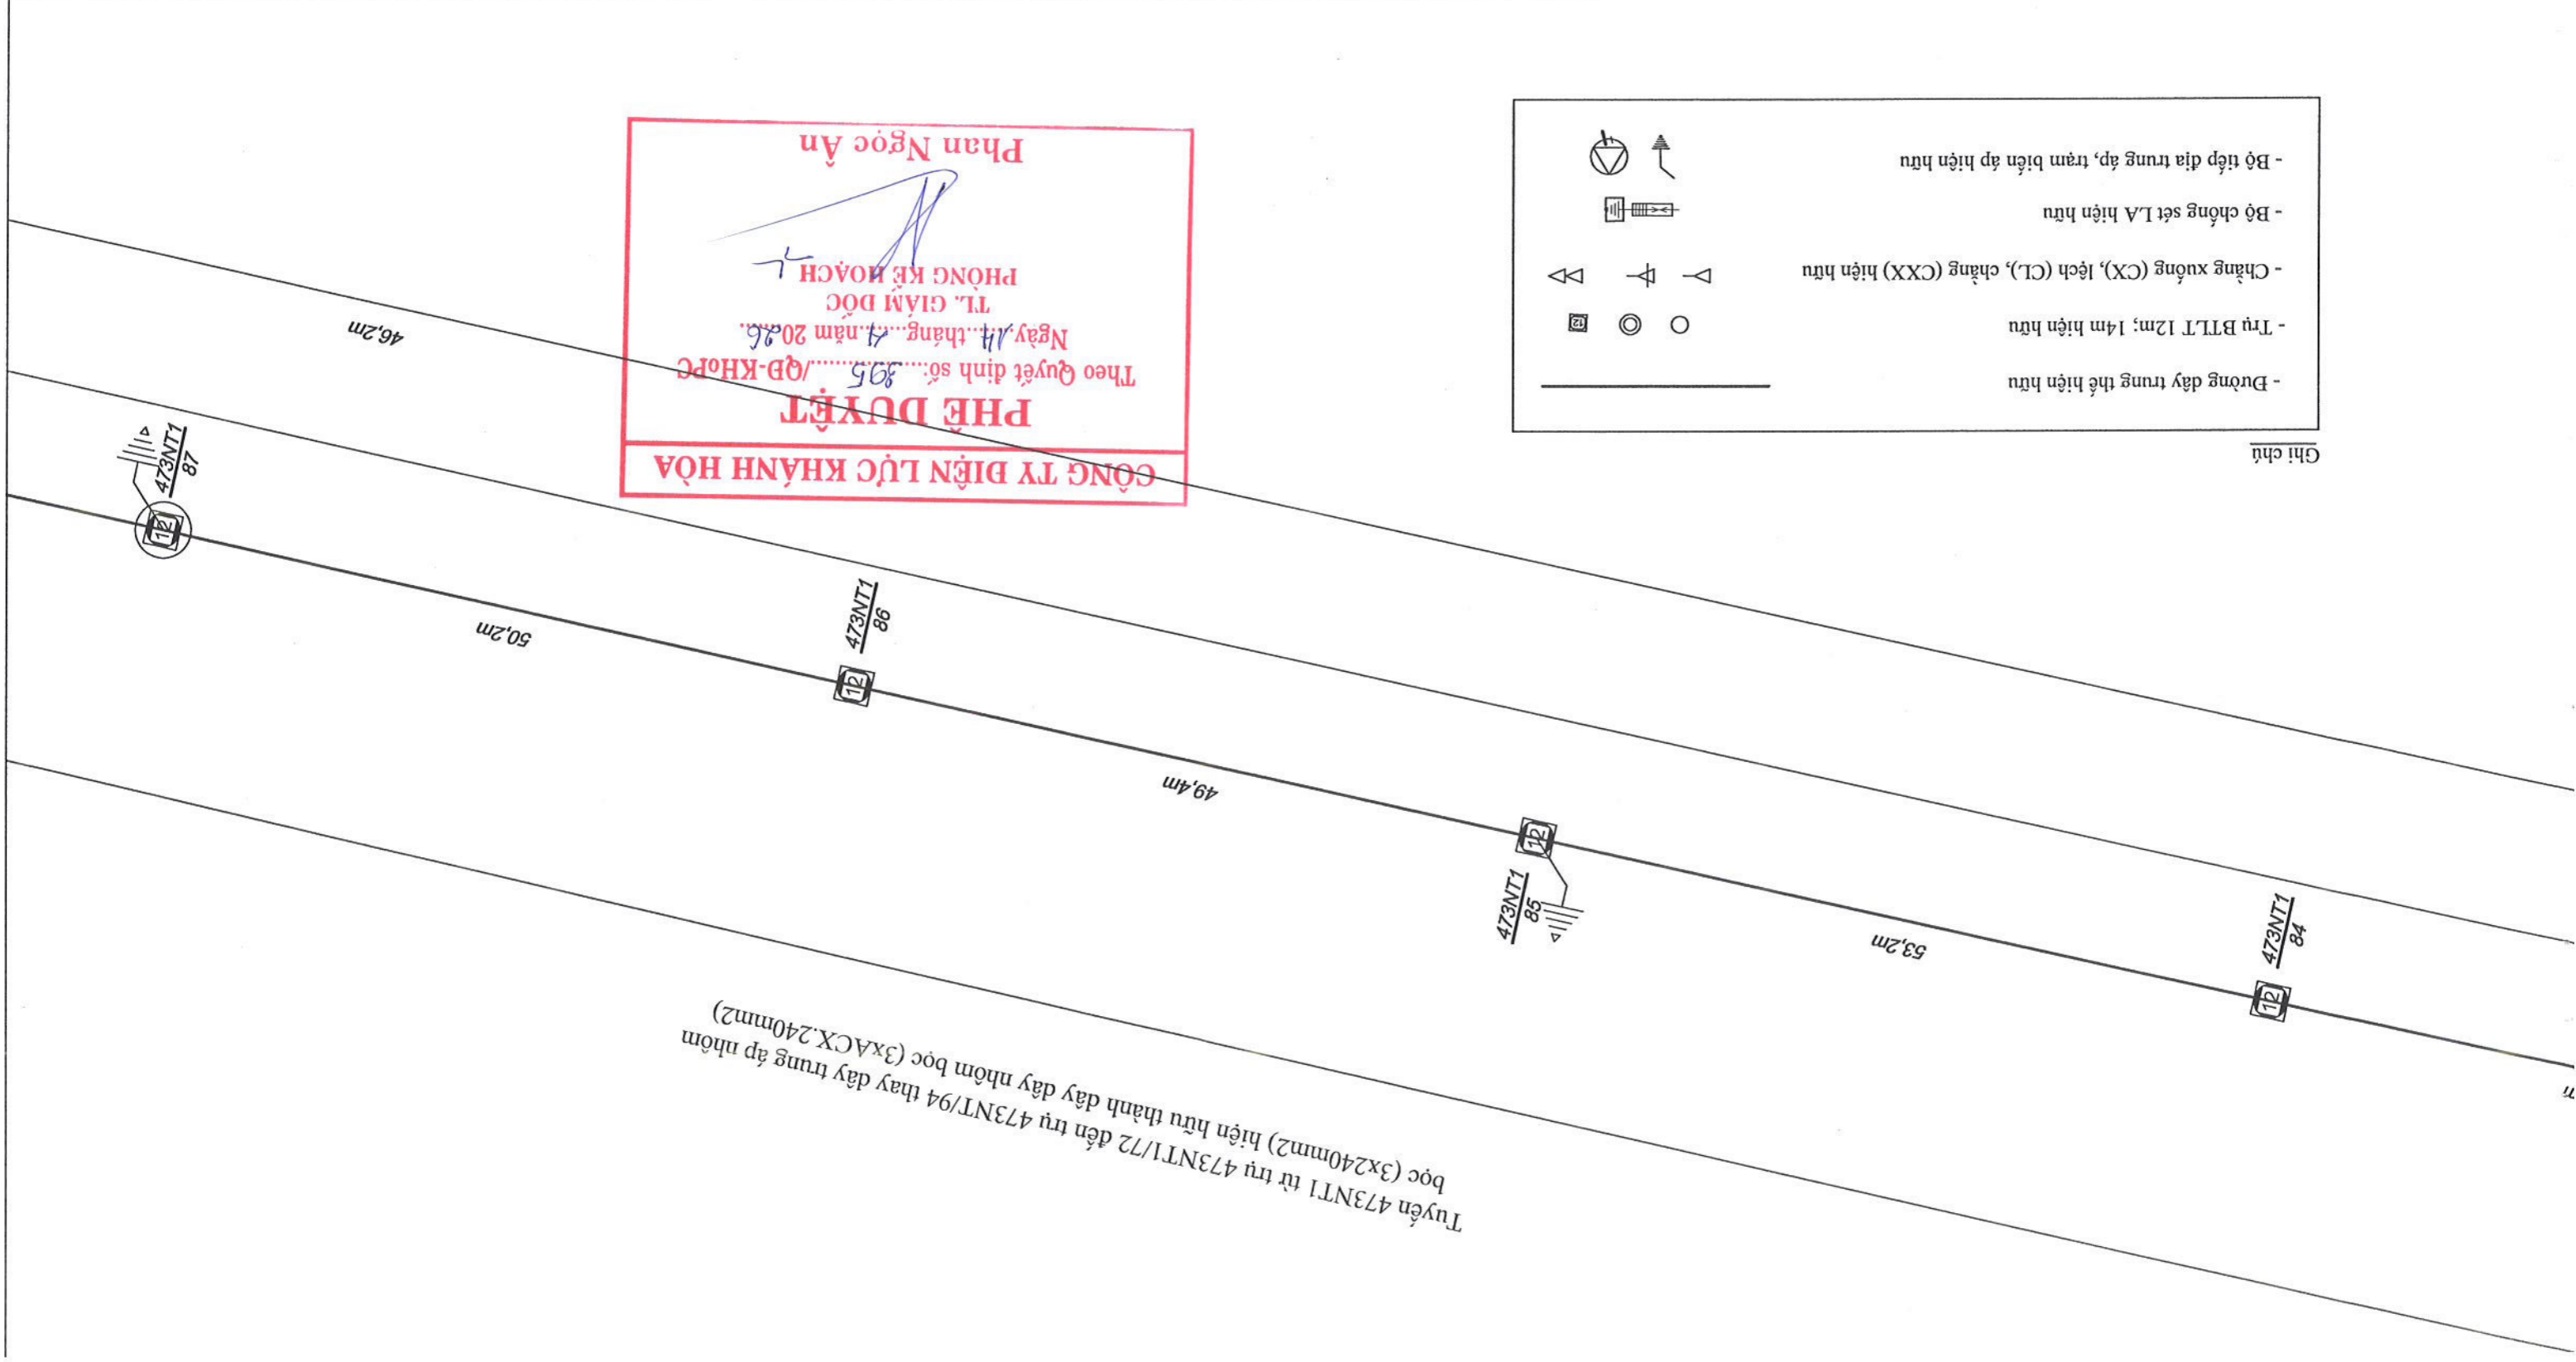 Tuyến 473NT1 từ trụ 473NT1/72 đến trụ 473NT/94 thay dây trung áp nhôm
bọc (3x240mm2) hiện hữu thành dây dây nhôm bọc (3xACX.240mm2)
473NT1
84
53,2m
473NT1
85
49,4m
473NT1
86
50,2m
473NT1
87
46,2m
12
12
12
12
Ghi chú
- Đường dây trung thế hiện hữu
- Trụ BTLT 12m; 14m hiện hữu
12
- Chằng xuống (CX), lệch (CL), chằng (CXX) hiện hữu
- Bộ chống sét LA hiện hữu
- Bộ tiếp địa trung áp, trạm biến áp hiện hữu
CÔNG TY ĐIỆN LỰC KHÁNH HÒA
PHÊ DUYỆT
Theo Quyết định số: 395 /QĐ-KHoPC
Ngày 14 tháng 4 năm 2026
TL. GIÁM ĐỐC
PHÒNG KẾ HOẠCH
Phan Ngọc Ân